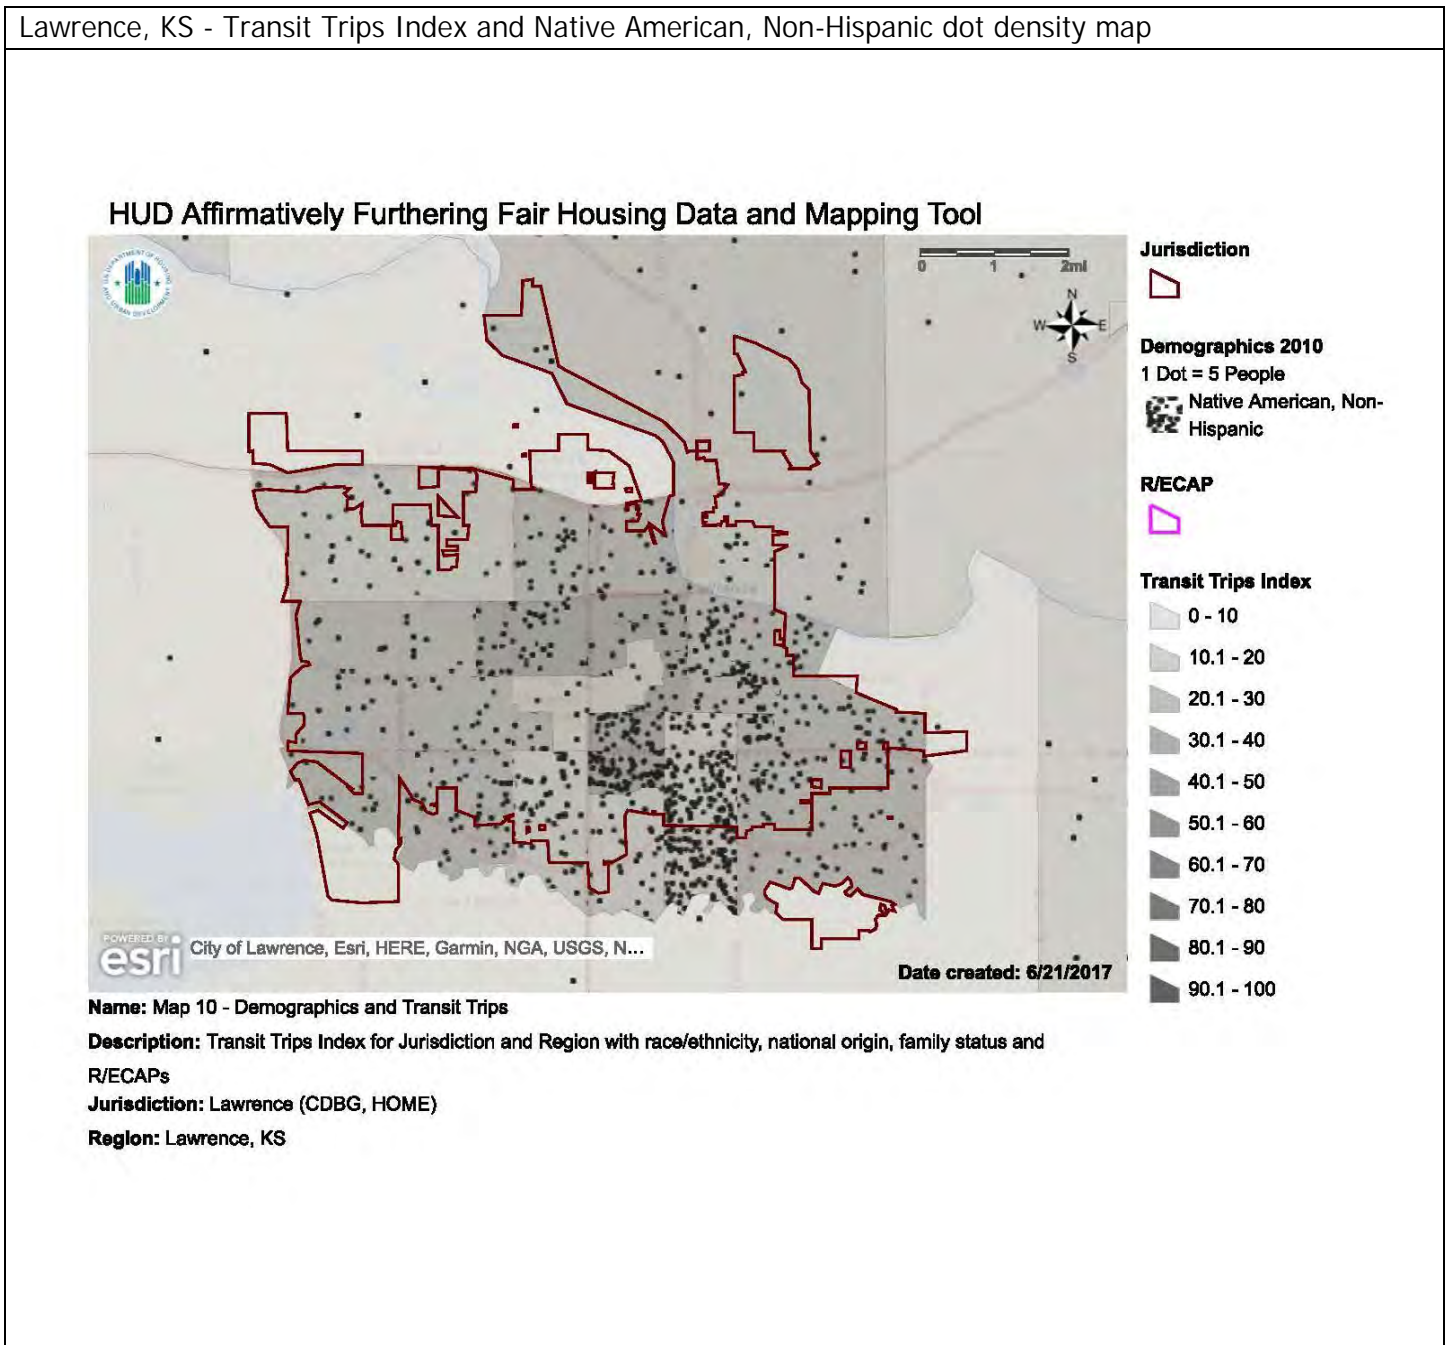 Lawrence, KS - Transit Trips Index and Native American, Non-Hispanic dot density map
HUD Affirmatively Furthering Fair Housing Data and Mapping Tool
0 1 2mi
N
W E
S
Jurisdiction
Demographics 2010
1 Dot = 5 People
Native American, Non-
Hispanic
R/ECAP
Transit Trips Index
0 - 10
10.1 - 20
20.1 - 30
30.1 - 40
40.1 - 50
50.1 - 60
60.1 - 70
70.1 - 80
80.1 - 90
90.1 - 100
POWERED BY
esri
City of Lawrence, Esri, HERE, Garmin, NGA, USGS, N...
Date created: 6/21/2017
Name: Map 10 - Demographics and Transit Trips
Description: Transit Trips Index for Jurisdiction and Region with race/ethnicity, national origin, family status and
R/ECAPs
Jurisdiction: Lawrence (CDBG, HOME)
Region: Lawrence, KS